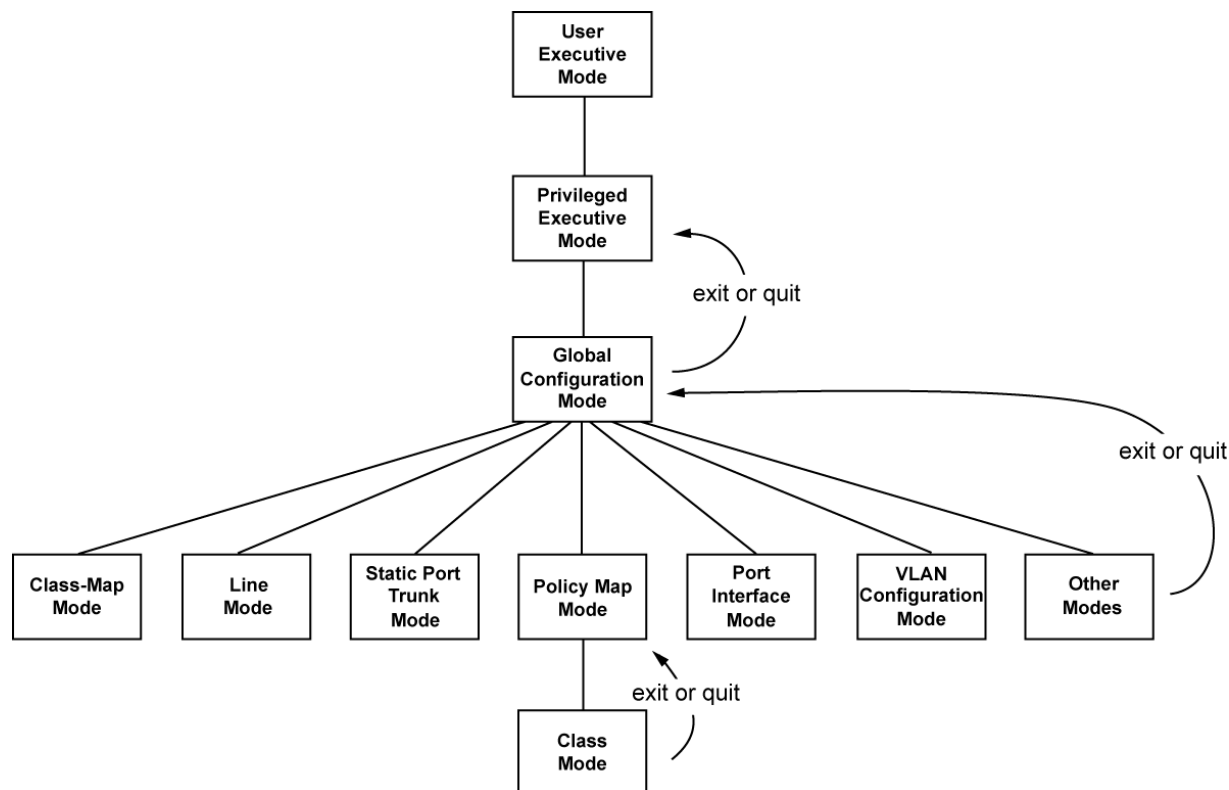 User
Executive
Mode
Privileged
Executive
Mode
exit or quit
Global
Configuration
Mode
exit or quit
Class-Map
Mode
Line
Mode
Static Port
Trunk
Mode
Policy Map
Mode
Port
Interface
Mode
VLAN
Configuration
Mode
Other
Modes
exit or quit
Class
Mode